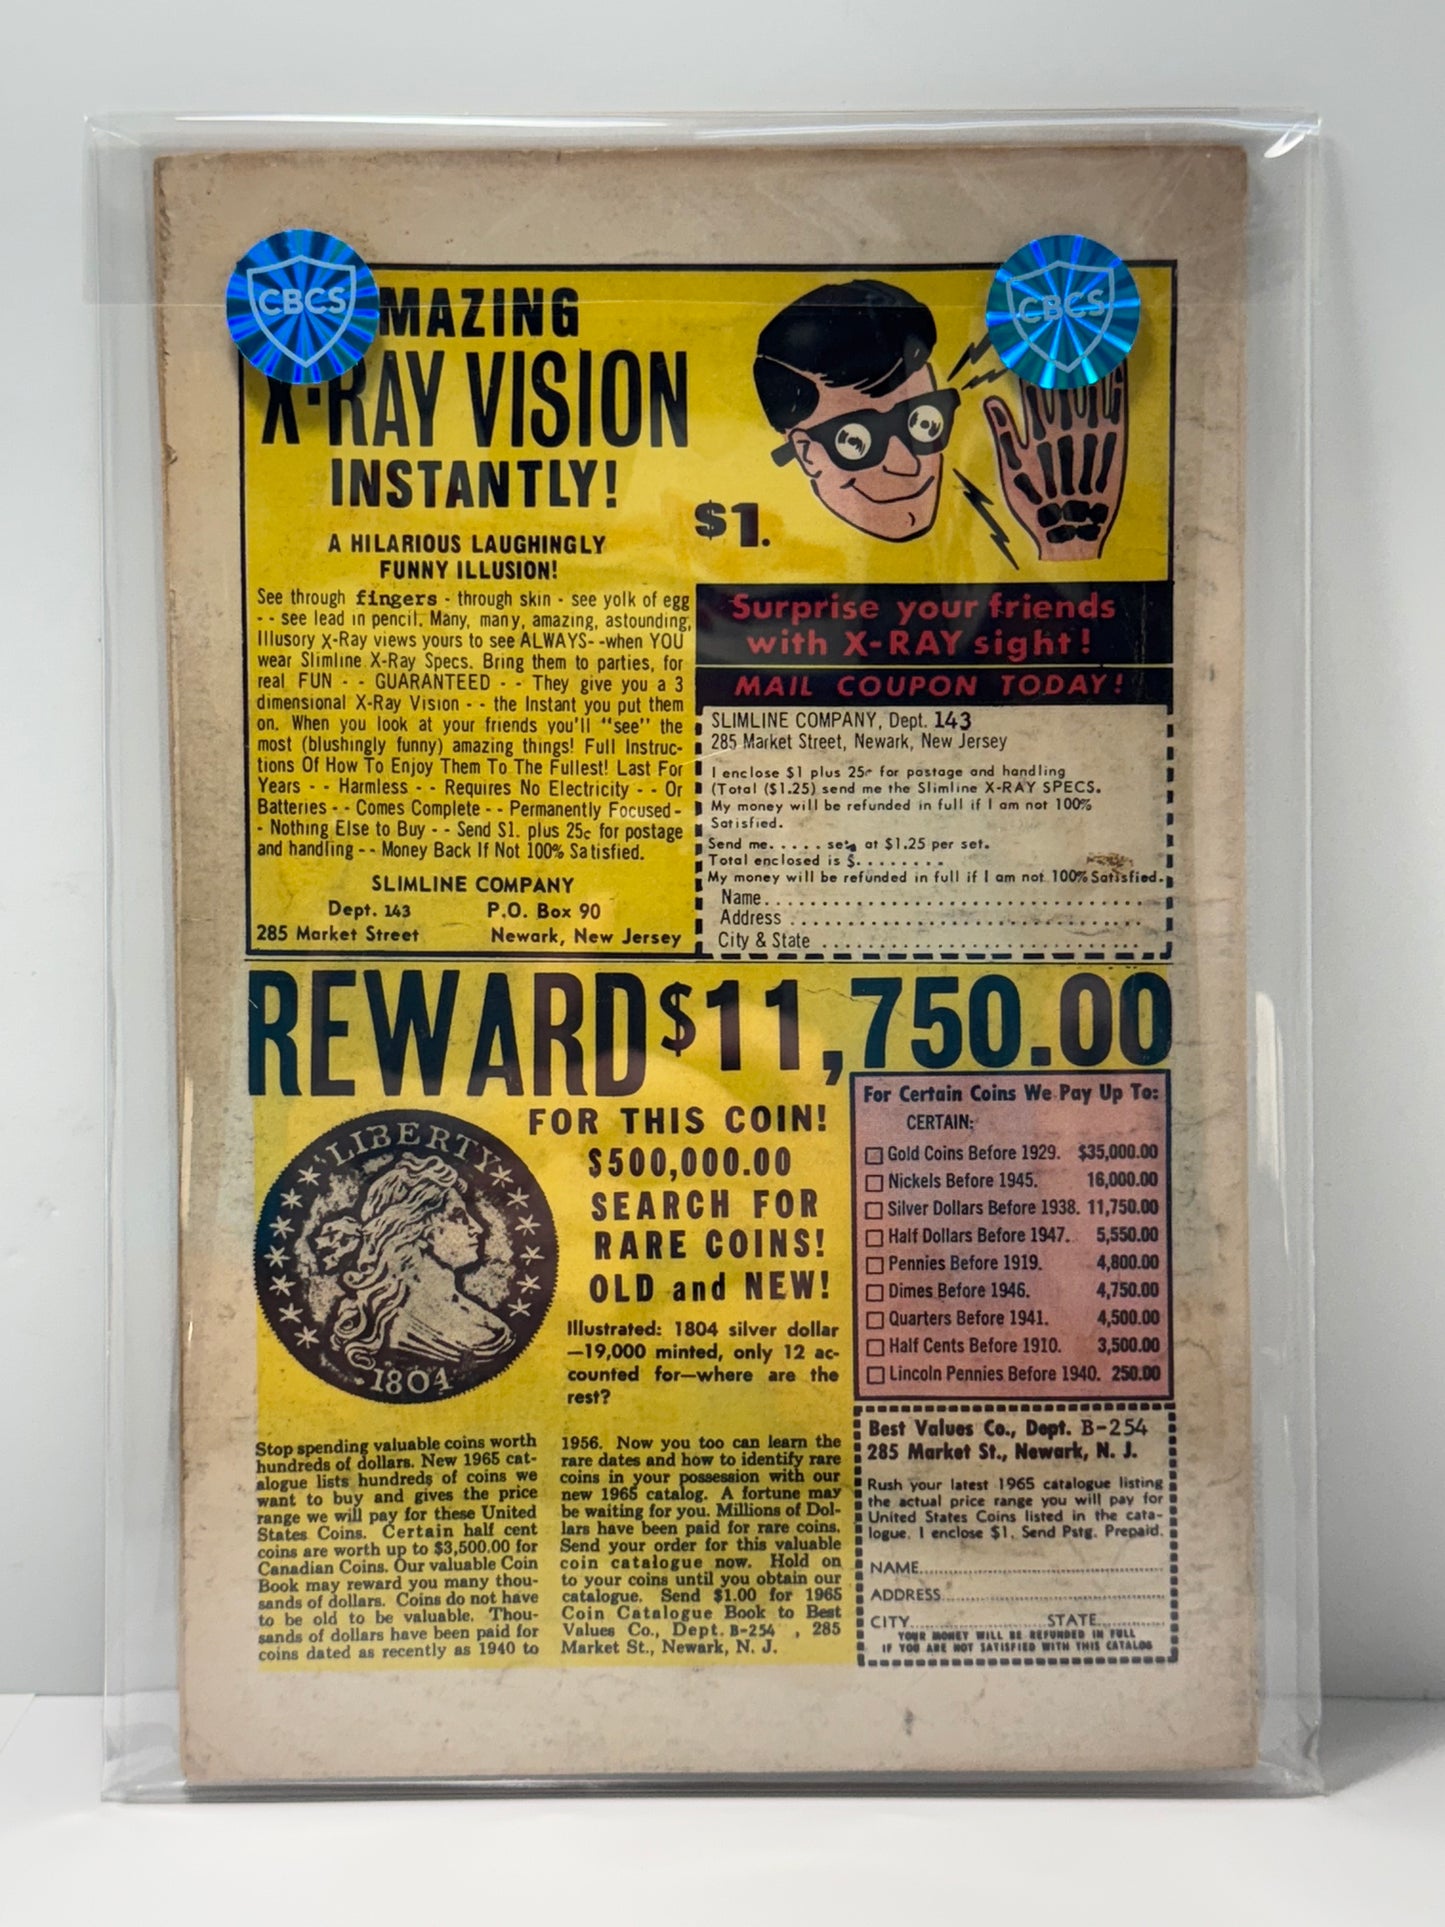 CBCS
CBCS
MAZING
X-RAY VISION
INSTANTLY!
A HILARIOUS LAUGHINGLY
FUNNY ILLUSION!
See through fingers - through skin - see yolk of egg
- - see lead in pencil. Many, many, amazing, astounding,
Illusory X-Ray views yours to see ALWAYS- -when YOU
wear Slimline X-Ray Specs. Bring them to parties, for
real FUN - - GUARANTEED - - They give you a 3
dimensional X-Ray Vision - - the Instant you put them
on. When you look at your friends you'll "see" the
most (blushingly funny) amazing things! Full Instruc-
tions Of How To Enjoy Them To The Fullest! Last For
Years - - Harmless - - Requires No Electricity - - Or
Batteries - - Comes Complete - - Permanently Focused-
- Nothing Else to Buy - - Send $1. plus 25c for postage
and handling - - Money Back If Not 100% Satisfied.
SLIMLINE COMPANY
Dept. 143 P.O. Box 90
285 Market Street Newark, New Jersey
$1.
Surprise your friends
with X-RAY sight!
MAIL COUPON TODAY!
SLIMLINE COMPANY, Dept. 143
285 Market Street, Newark, New Jersey
I enclose $1 plus 25c for postage and handling
(Total ($1.25) send me the Slimline X-RAY SPECS.
My money will be refunded in full if I am not 100%
Satisfied.
Send me..... sets at $1.25 per set.
Total enclosed is $........
My money will be refunded in full if I am not 100% Satisfied.
Name
Address
City & State
REWARD $11,750.00
LIBERTY
1804
FOR THIS COIN!
$500,000.00
SEARCH FOR
RARE COINS!
OLD and NEW!
Illustrated: 1804 silver dollar
—19,000 minted, only 12 ac-
counted for—where are the
rest?
Stop spending valuable coins worth
hundreds of dollars. New 1965 cat-
alogue lists hundreds of coins we
want to buy and gives the price
range we will pay for these United
States Coins. Certain half cent
coins are worth up to $3,500.00 for
Canadian Coins. Our valuable Coin
Book may reward you many thou-
sands of dollars. Coins do not have
to be old to be valuable. Thou-
sands of dollars have been paid for
coins dated as recently as 1940 to
1956. Now you too can learn the
rare dates and how to identify rare
coins in your possession with our
new 1965 catalog. A fortune may
be waiting for you. Millions of Dol-
lars have been paid for rare coins.
Send your order for this valuable
coin catalogue now. Hold on
to your coins until you obtain our
catalogue. Send $1.00 for 1965
Coin Catalogue Book to Best
Values Co., Dept. B-254 , 285
Market St., Newark, N. J.
For Certain Coins We Pay Up To:
CERTAIN:
Gold Coins Before 1929. $35,000.00
Nickels Before 1945. 16,000.00
Silver Dollars Before 1938. 11,750.00
Half Dollars Before 1947. 5,550.00
Pennies Before 1919. 4,800.00
Dimes Before 1946. 4,750.00
Quarters Before 1941. 4,500.00
Half Cents Before 1910. 3,500.00
Lincoln Pennies Before 1940. 250.00
Best Values Co., Dept. B-254
285 Market St., Newark, N. J.
Rush your latest 1965 catalogue listing
the actual price range you will pay for
United States Coins listed in the cata-
logue. I enclose $1. Send Pstg. Prepaid.
NAME
ADDRESS
CITY STATE
YOUR MONEY WILL BE REFUNDED IN FULL
IF YOU ARE NOT SATISFIED WITH THIS CATALOG